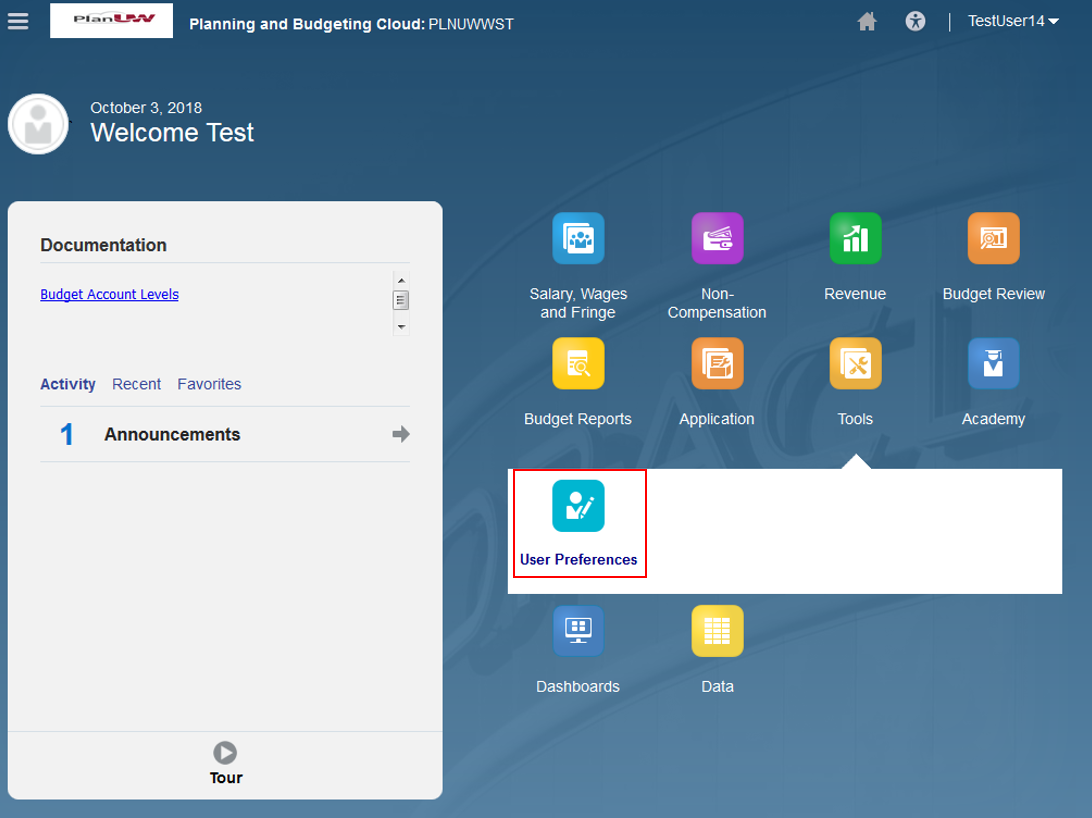 PlanUW
Planning and Budgeting Cloud: PLNUWWST
TestUser14
October 3, 2018
Welcome Test
Documentation
Budget Account Levels
Activity Recent Favorites
1 Announcements
Tour
Salary, Wages
and Fringe
Non-
Compensation
Revenue
Budget Review
Budget Reports
Application
Tools
Academy
User Preferences
Dashboards
Data
ORACLE